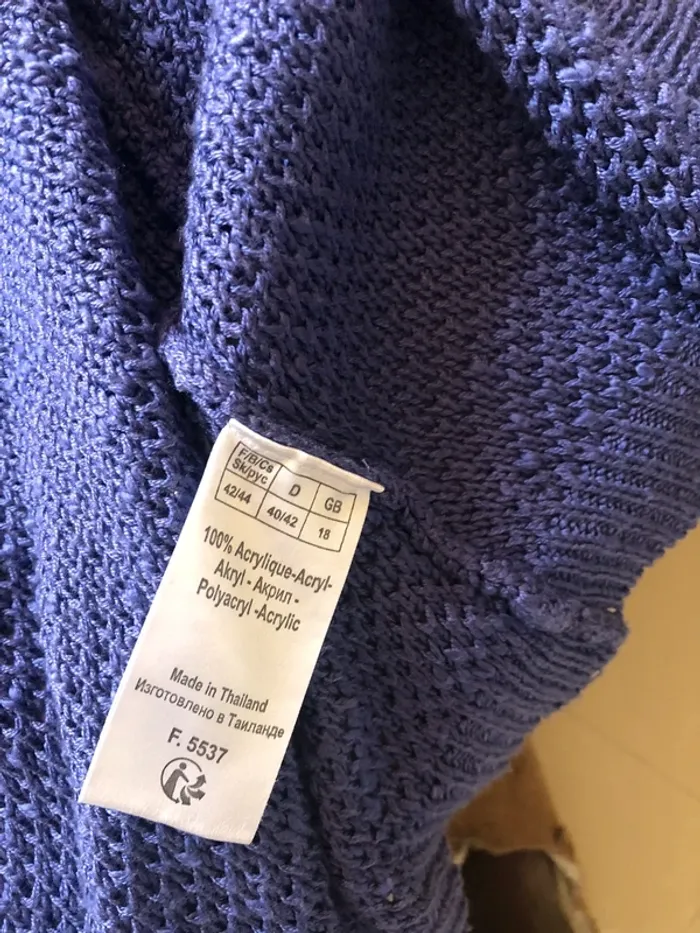 F/B/Cs Sk/рус D GB
42/44 40/42 18
100% Acrylique-Acryl-
Akryl - Акрил -
Polyacryl -Acrylic
Made in Thailand
Изготовлено в Таиланде
F. 5537